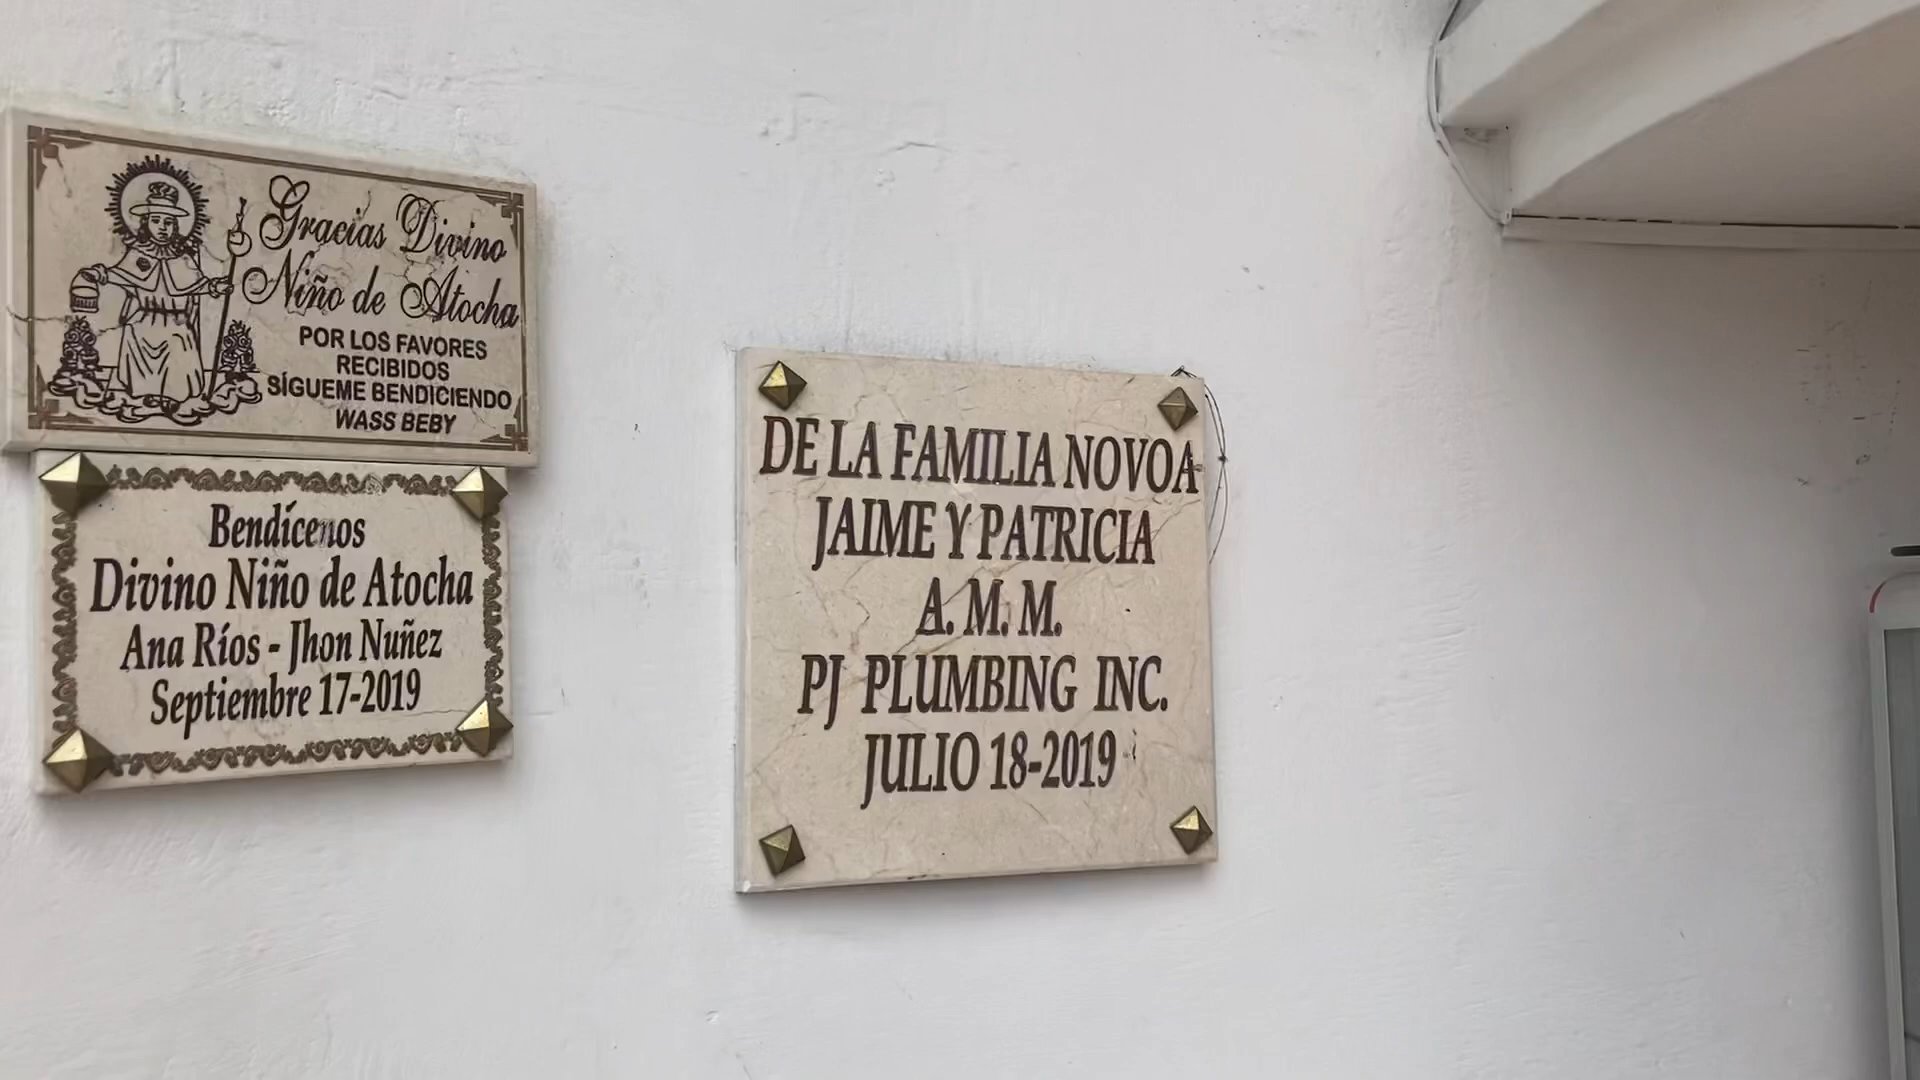 Gracias Divino
Niño de Atocha
POR LOS FAVORES
RECIBIDOS
SÍGUEME BENDICIENDO
WASS BEBY
Bendícenos
Divino Niño de Atocha
Ana Ríos - Jhon Nuñez
Septiembre 17-2019
DE LA FAMILIA NOVOA
JAIME Y PATRICIA
A. M. M.
PJ PLUMBING INC.
JULIO 18-2019